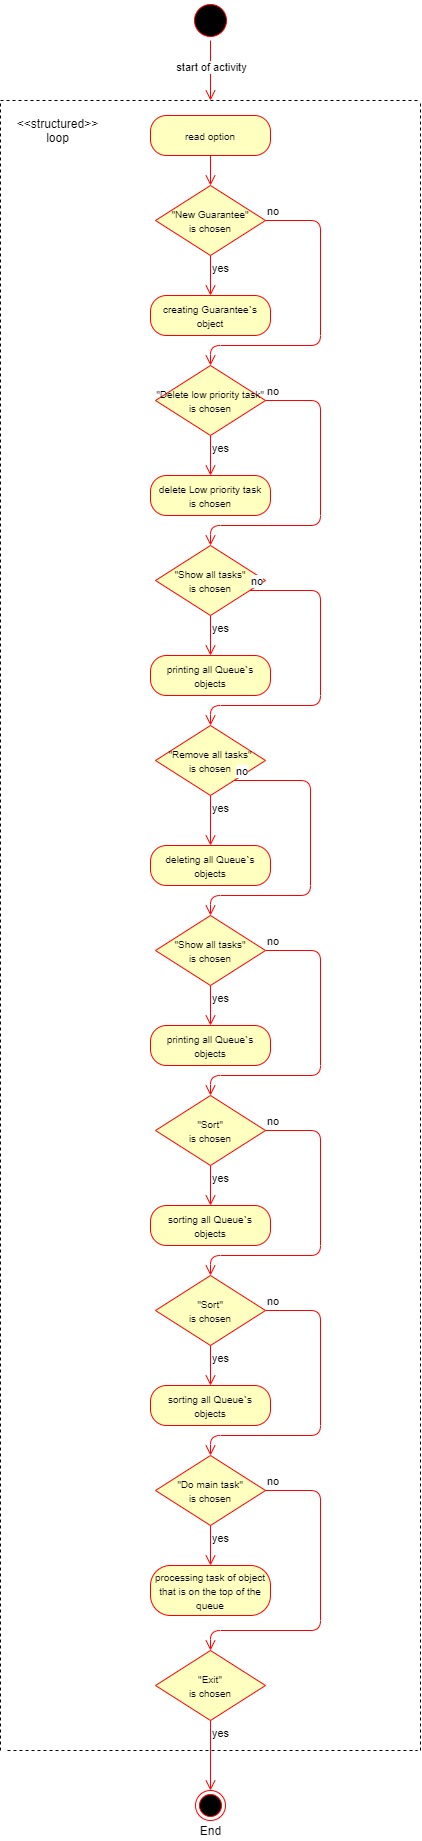 start of activity
<<structured>>
loop
read option
"New Guarantee"
is chosen
no
yes
creating Guarantee`s
object
"Delete low priority task"
is chosen
no
yes
delete Low priority task
is chosen
"Show all tasks"
is chosen
no
yes
printing all Queue`s
objects
"Remove all tasks"
is chosen
no
yes
deleting all Queue`s
objects
"Show all tasks"
is chosen
no
yes
printing all Queue`s
objects
"Sort"
is chosen
no
yes
sorting all Queue`s
objects
"Sort"
is chosen
no
yes
sorting all Queue`s
objects
"Do main task"
is chosen
no
yes
processing task of object
that is on the top of the
queue
"Exit"
is chosen
yes
End